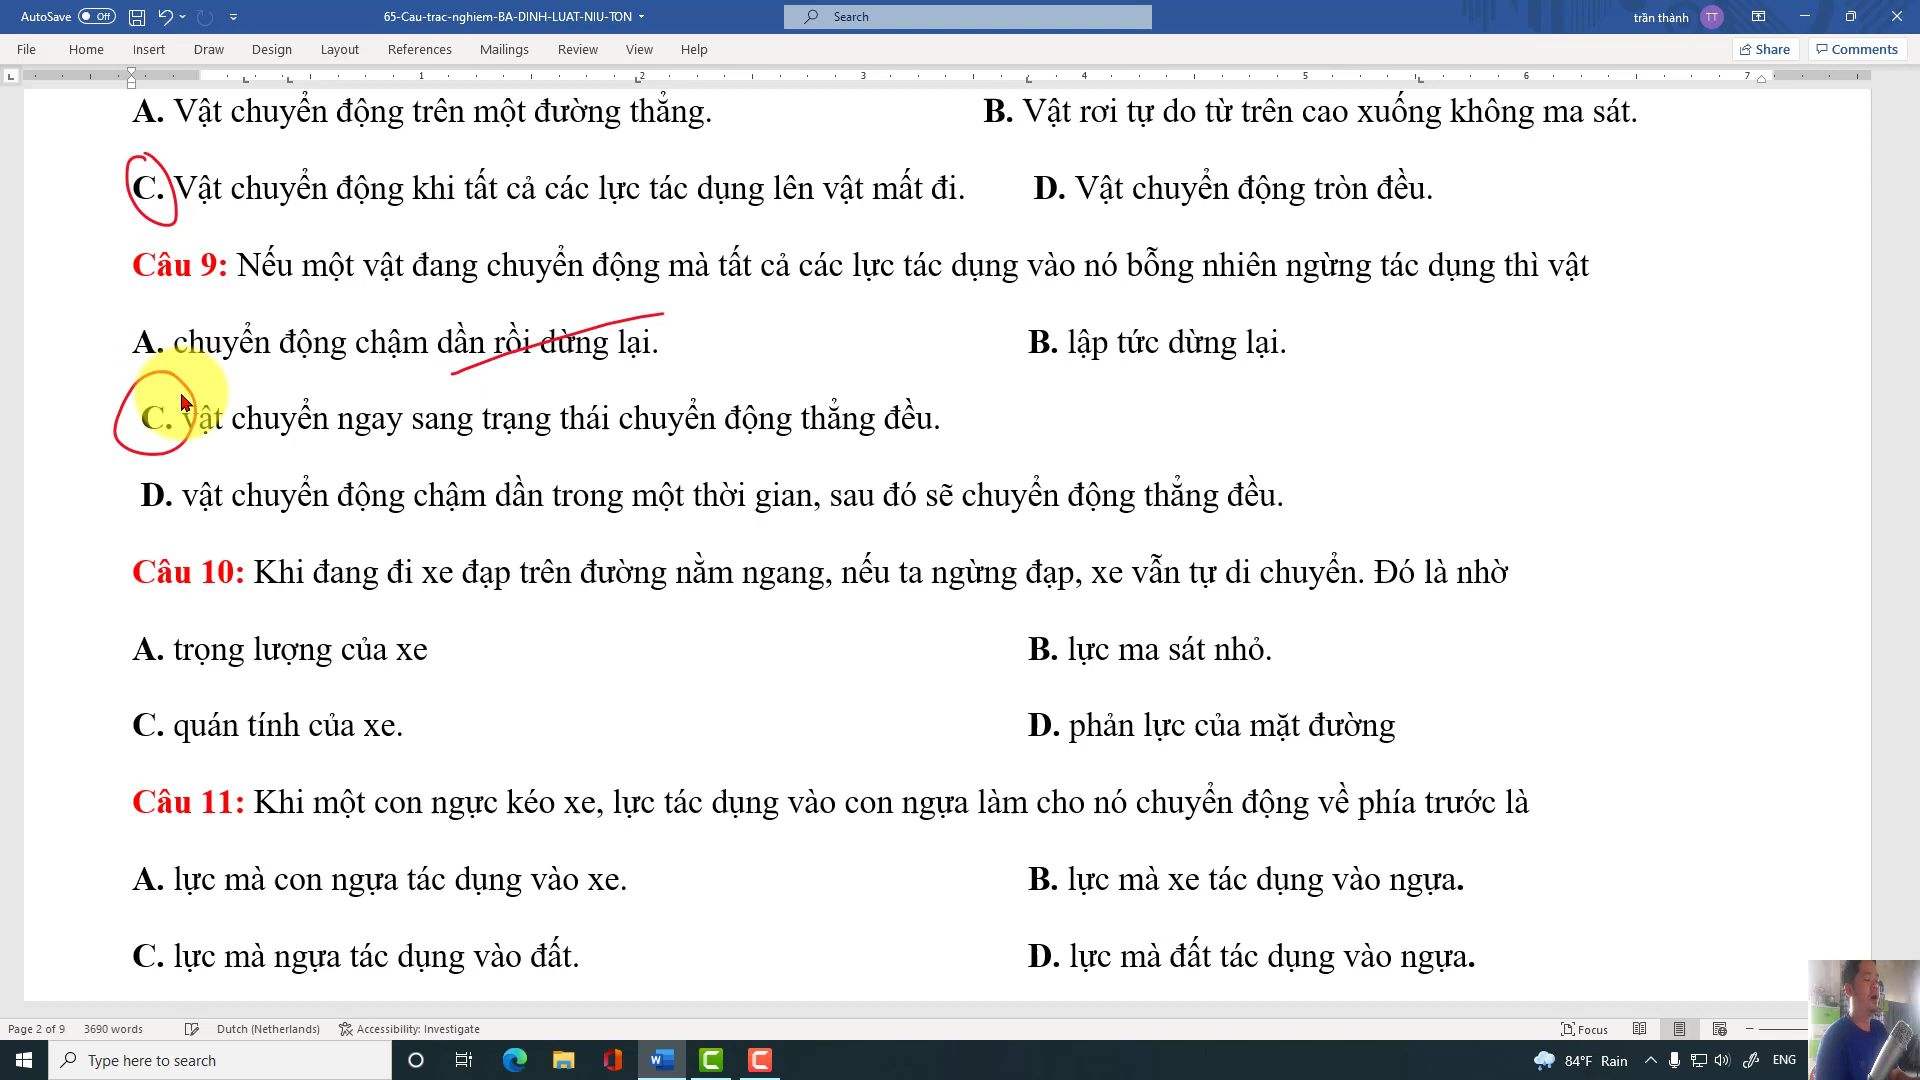 AutoSave Off 65-Cau-trac-nghiem-BA-DINH-LUAT-NIU-TON Search trần thành TT
File Home Insert Draw Design Layout References Mailings Review View Help Share Comments
1 2 3 4 5 6 7
A. Vật chuyển động trên một đường thẳng. B. Vật rơi tự do từ trên cao xuống không ma sát.
C. Vật chuyển động khi tất cả các lực tác dụng lên vật mất đi. D. Vật chuyển động tròn đều.
Câu 9: Nếu một vật đang chuyển động mà tất cả các lực tác dụng vào nó bỗng nhiên ngừng tác dụng thì vật
A. chuyển động chậm dần rồi dừng lại. B. lập tức dừng lại.
C. vật chuyển ngay sang trạng thái chuyển động thẳng đều.
D. vật chuyển động chậm dần trong một thời gian, sau đó sẽ chuyển động thẳng đều.
Câu 10: Khi đang đi xe đạp trên đường nằm ngang, nếu ta ngừng đạp, xe vẫn tự di chuyển. Đó là nhờ
A. trọng lượng của xe B. lực ma sát nhỏ.
C. quán tính của xe. D. phản lực của mặt đường
Câu 11: Khi một con ngực kéo xe, lực tác dụng vào con ngựa làm cho nó chuyển động về phía trước là
A. lực mà con ngựa tác dụng vào xe. B. lực mà xe tác dụng vào ngựa.
C. lực mà ngựa tác dụng vào đất. D. lực mà đất tác dụng vào ngựa.
Page 2 of 9 3690 words Dutch (Netherlands) Accessibility: Investigate Focus
Type here to search 84°F Rain ENG